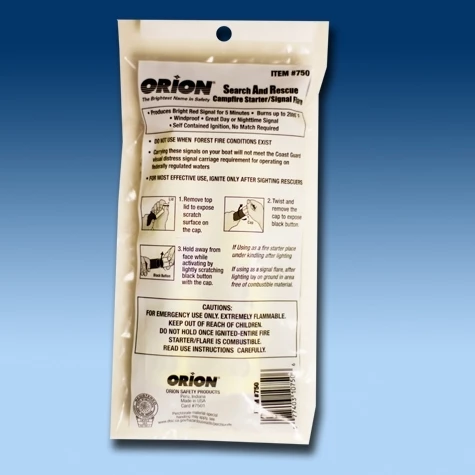 ITEM #750
ORION
The Brightest Name in Safety
Search And Rescue
Campfire Starter/Signal Flare
• Produces Bright Red Signal for 5 Minutes • Burns up to
• Windproof • Great Day or Nighttime Signal
• Self Contained Ignition, No Match Required
• DO NOT USE WHEN FOREST FIRE CONDITIONS EXIST
• Carrying these signals on your boat will not meet the Coast Guard
visual distress signal carriage requirement for operating on
federally regulated waters
• FOR MOST EFFECTIVE USE, IGNITE ONLY AFTER SIGHTING RESCUERS
1. Remove top
lid to expose
scratch
surface on
the cap.
2. Twist and
remove the
cap to expose
black button.
Cap
3. Hold away from
face while
activating by
lightly scratching
black button
with the cap.
Black Button
If Using as a fire starter place
under kindling after lighting
If using as a signal flare, after
lighting lay on ground in area
free of combustible material.
CAUTIONS:
FOR EMERGENCY USE ONLY. EXTREMELY FLAMMABLE.
KEEP OUT OF REACH OF CHILDREN.
DO NOT HOLD ONCE IGNITED-ENTIRE FIRE
STARTER/FLARE IS COMBUSTIBLE.
READ USE INSTRUCTIONS CAREFULLY.
ORION
ORION SAFETY PRODUCTS
Peru, Indiana
Made in USA
#750